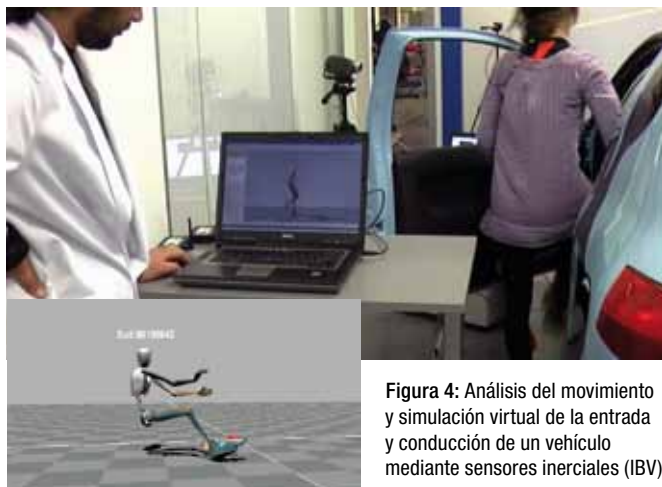 Figura 4: Análisis del movimiento
y simulación virtual de la entrada
y conducción de un vehículo
mediante sensores inerciales (IBV)